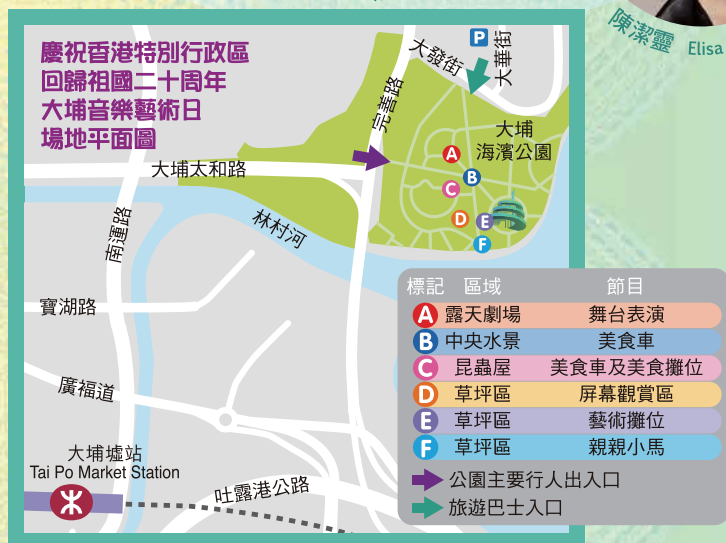 慶祝香港特別行政區
回歸祖國二十周年
大埔音樂藝術日
場地平面圖
陳潔靈 Elisa
P
大發街
大華街
完善路
大埔
海濱公園
A
B
C
D
E
F
大埔太和路
林村河
南運路
寶湖路
廣福道
大埔墟站
Tai Po Market Station
吐露港公路
標記 區域 節目
A 露天劇場 舞台表演
B 中央水景 美食車
C 昆蟲屋 美食車及美食攤位
D 草坪區 屏幕觀賞區
E 草坪區 藝術攤位
F 草坪區 親親小馬
公園主要行人出入口
旅遊巴士入口